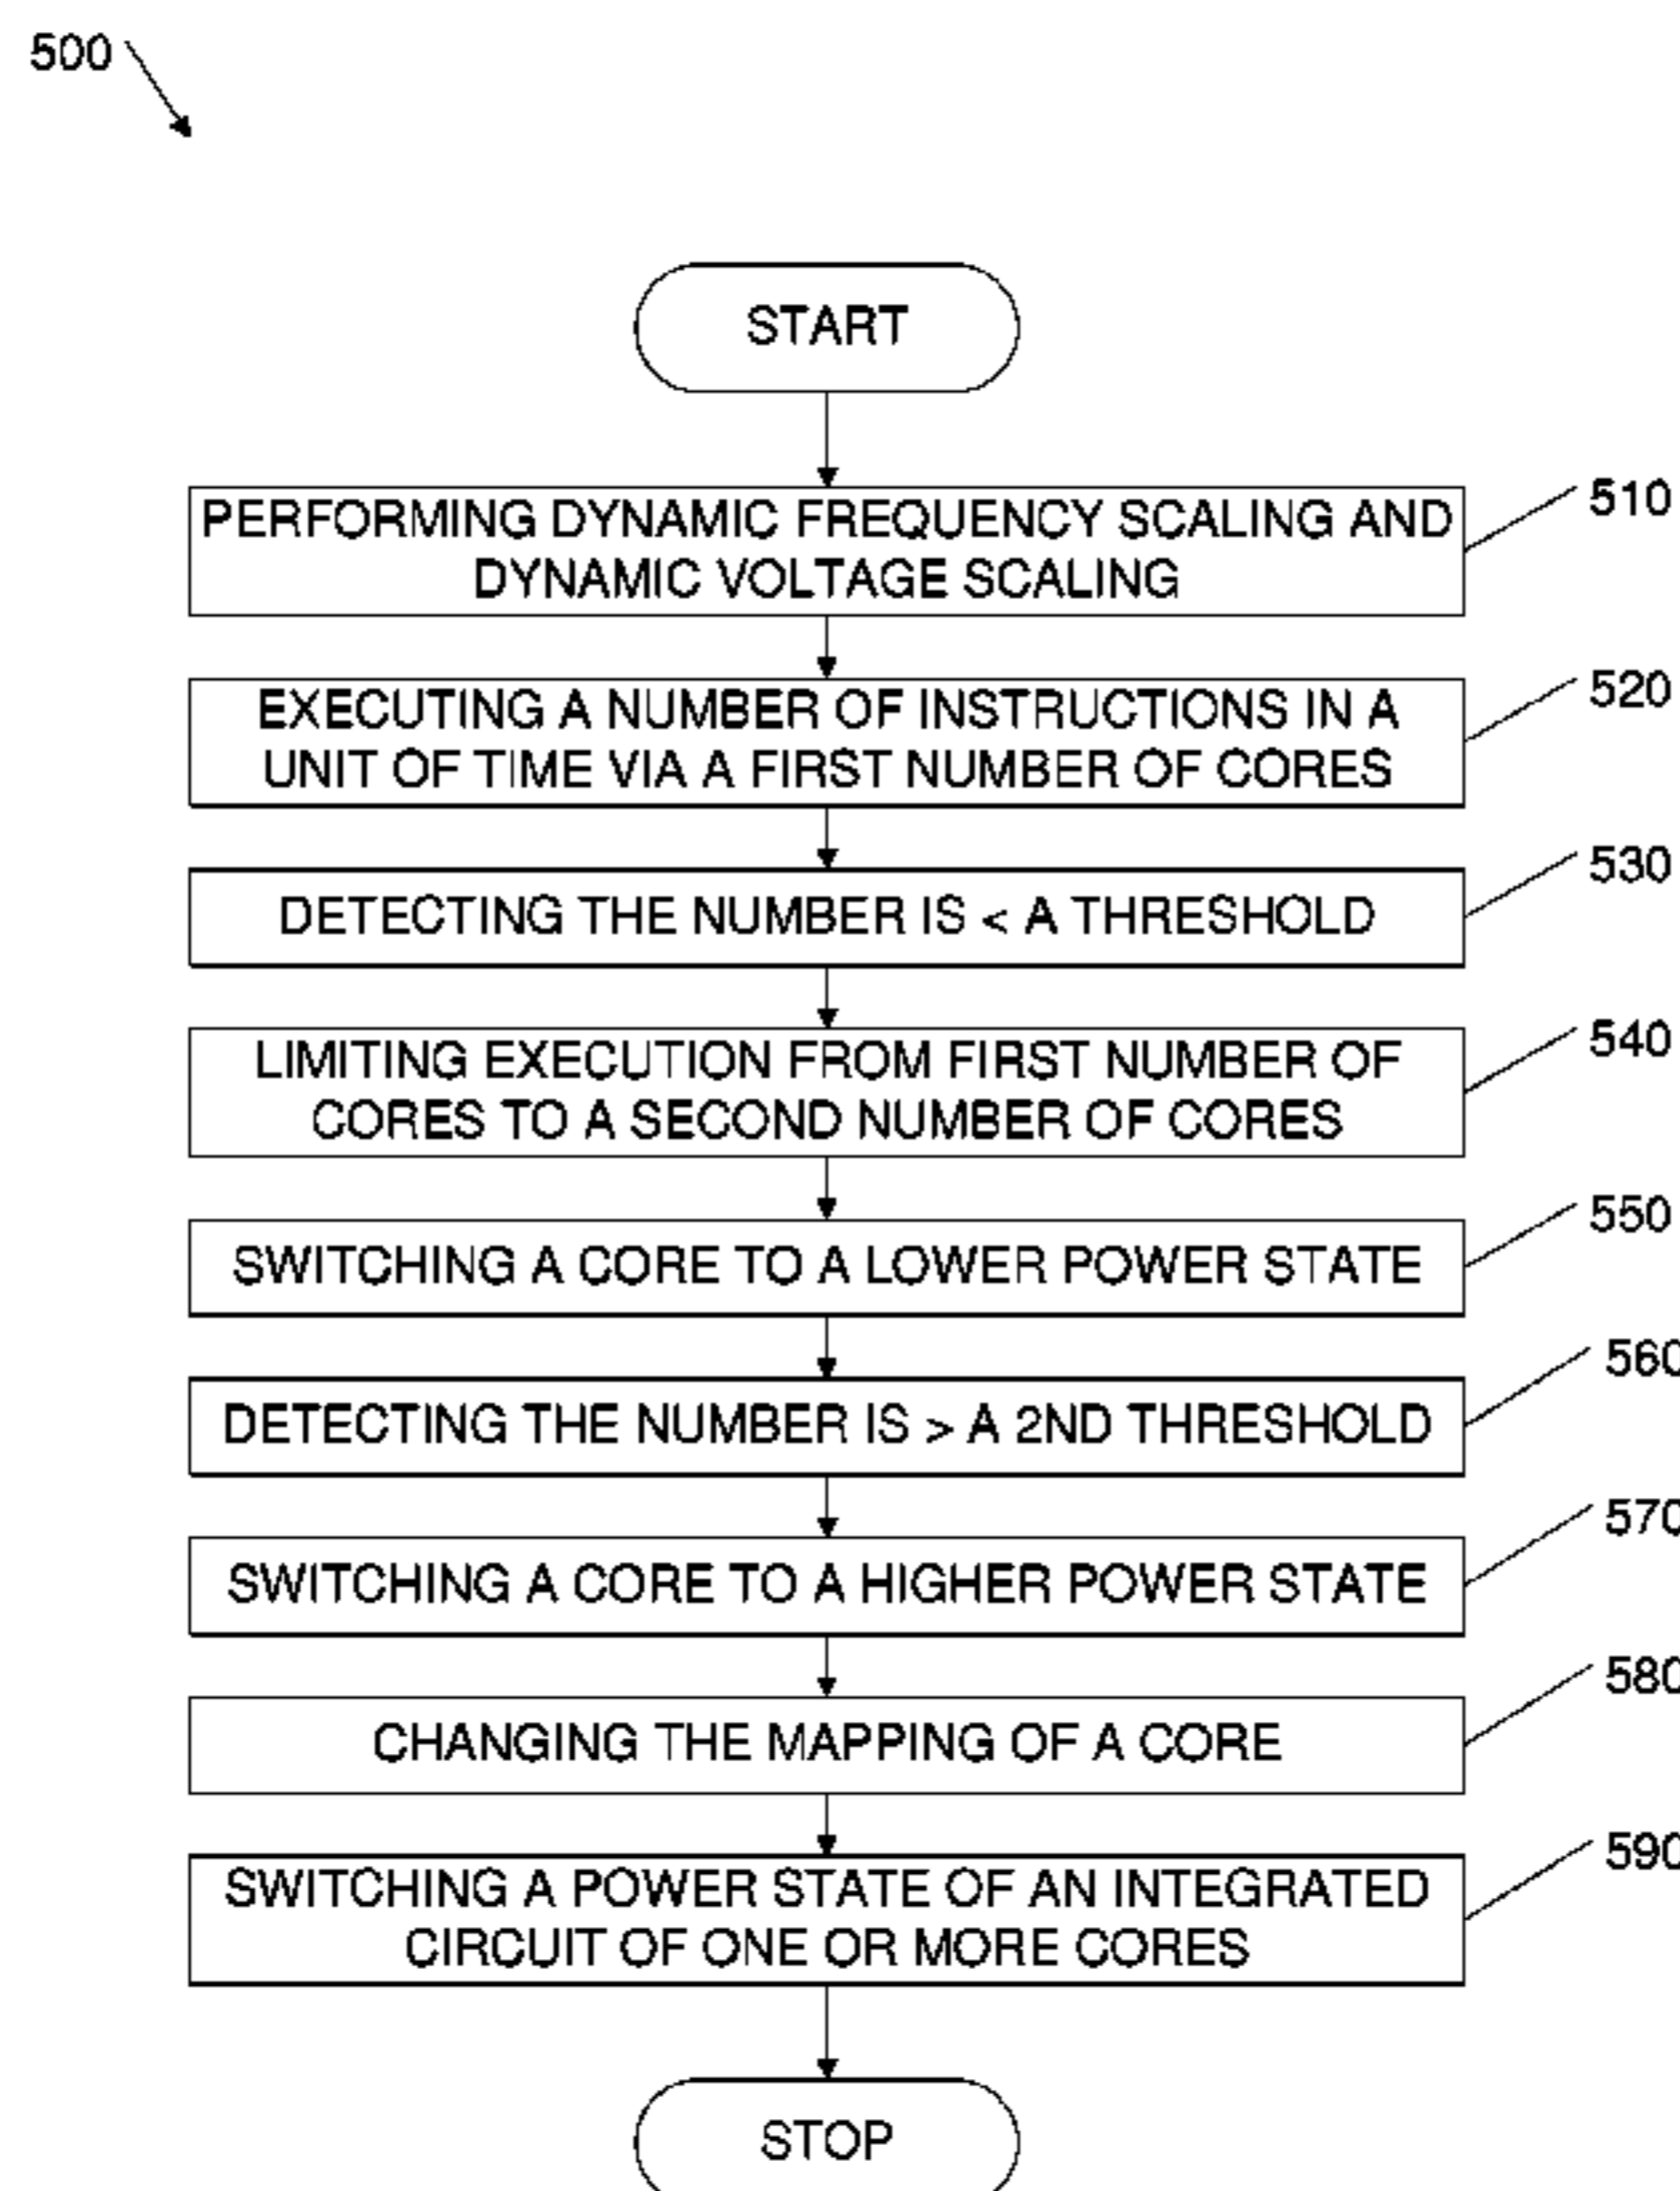 500
START
PERFORMING DYNAMIC FREQUENCY SCALING AND
DYNAMIC VOLTAGE SCALING
510
EXECUTING A NUMBER OF INSTRUCTIONS IN A
UNIT OF TIME VIA A FIRST NUMBER OF CORES
520
DETECTING THE NUMBER IS < A THRESHOLD
530
LIMITING EXECUTION FROM FIRST NUMBER OF
CORES TO A SECOND NUMBER OF CORES
540
SWITCHING A CORE TO A LOWER POWER STATE
550
DETECTING THE NUMBER IS > A 2ND THRESHOLD
560
SWITCHING A CORE TO A HIGHER POWER STATE
570
CHANGING THE MAPPING OF A CORE
580
SWITCHING A POWER STATE OF AN INTEGRATED
CIRCUIT OF ONE OR MORE CORES
590
STOP